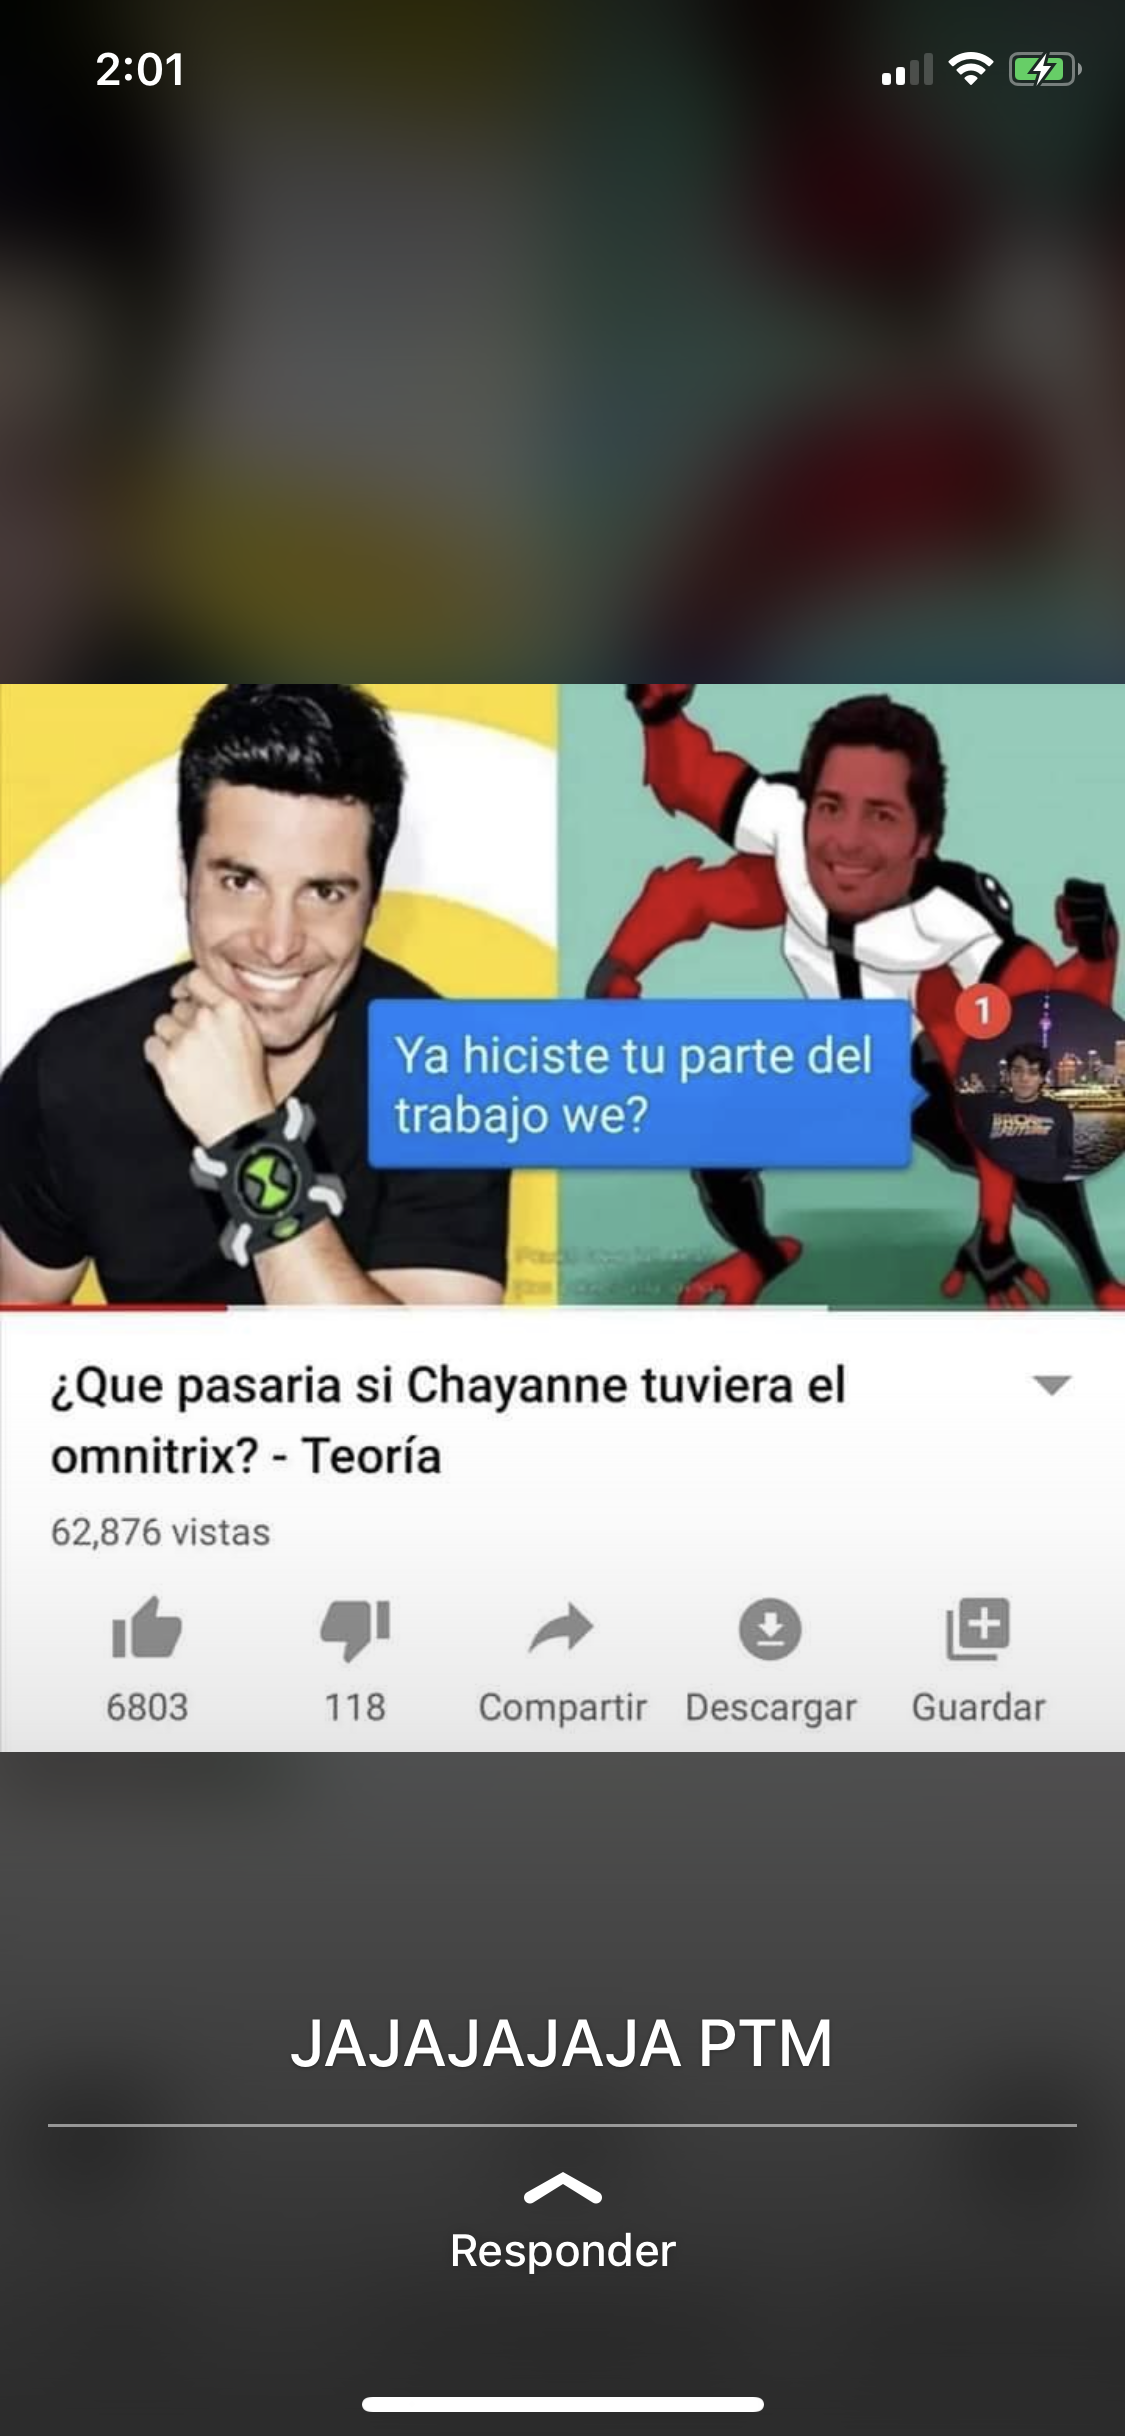 2:01
Ya hiciste tu parte del
trabajo we?
1
¿Que pasaria si Chayanne tuviera el
omnitrix? - Teoría
62,876 vistas
6803
118
Compartir
Descargar
Guardar
JAJAJAJAJA PTM
Responder